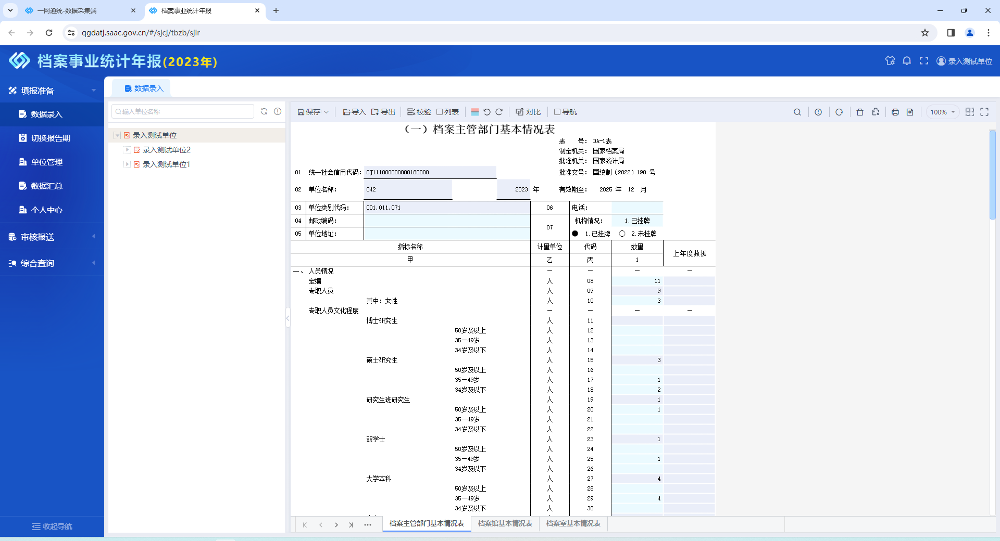 一网通统-数据采集端
档案事业统计年报
qgdatj.saac.gov.cn/#/sjcj/tbzb/sjlr
档案事业统计年报(2023年)
录入测试单位
填报准备
数据录入
切换报告期
单位管理
数据汇总
个人中心
审核报送
综合查询
收起导航
数据录入
输入单位名称
录入测试单位
录入测试单位2
录入测试单位1
保存 导入 导出 校验 列表 对比 导航 100%
（一）档案主管部门基本情况表
表 号： DA-1表
制定机关： 国家档案局
批准机关： 国家统计局
01 统一社会信用代码： CJ111000000000180000 批准文号： 国统制（2022）190 号
02 单位名称： 042 2023 年 有效期至： 2025 年 12 月
03 单位类别代码： 001,011,071 06 电话：
04 邮政编码： 07 机构情况： 1.已挂牌
05 单位地址： 1.已挂牌 2.未挂牌
指标名称 计量单位 代码 数量 上年度数据
甲 乙 丙 1
一、人员情况 — — — —
定编 人 08 11
专职人员 人 09 9
其中：女性 人 10 3
专职人员文化程度 — — — —
博士研究生 人 11
50岁及以上 人 12
35—49岁 人 13
34岁及以下 人 14
硕士研究生 人 15 3
50岁及以上 人 16
35—49岁 人 17 1
34岁及以下 人 18 2
研究生班研究生 人 19 1
50岁及以上 人 20 1
35—49岁 人 21
34岁及以下 人 22
双学士 人 23 1
50岁及以上 人 24
35—49岁 人 25 1
34岁及以下 人 26
大学本科 人 27 4
50岁及以上 人 28
35—49岁 人 29 4
34岁及以下 人 30
档案主管部门基本情况表 档案馆基本情况表 档案室基本情况表